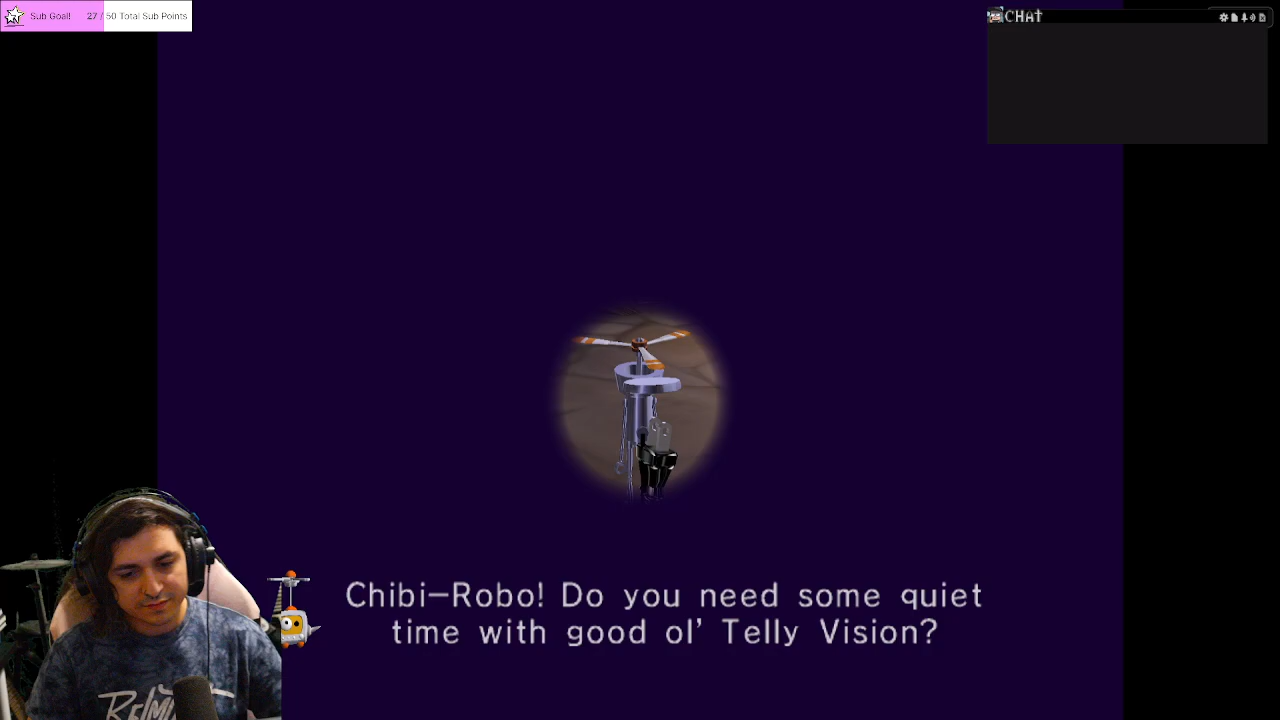 Sub Goal! 27 / 50 Total Sub Points
CHAt
Chibi-Robo! Do you need some quiet
time with good ol' Telly Vision?